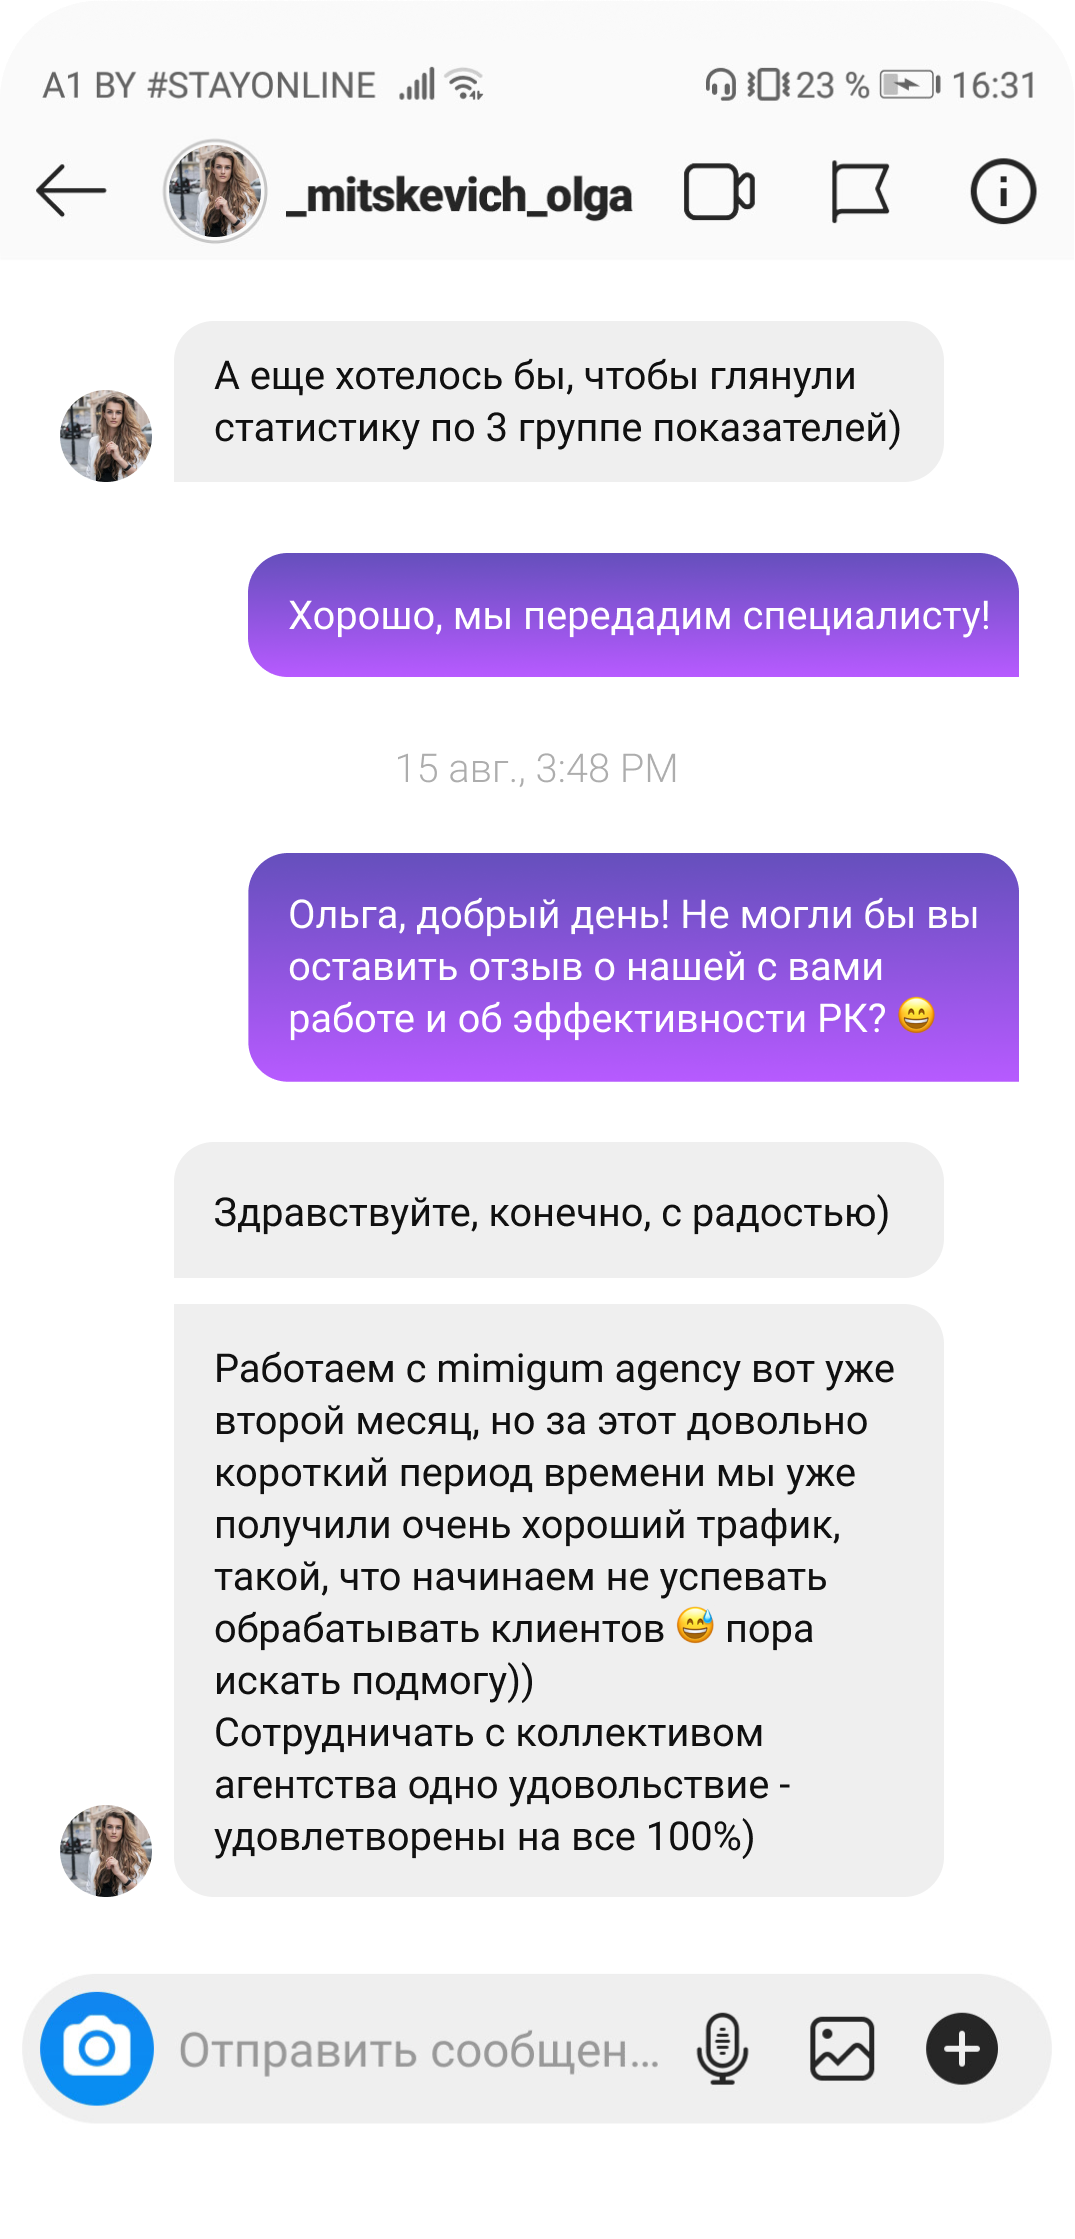 A1 BY #STAYONLINE 23 % 16:31
_mitskevich_olga
А еще хотелось бы, чтобы глянули
статистику по 3 группе показателей)
Хорошо, мы передадим специалисту!
15 авг., 3:48 PM
Ольга, добрый день! Не могли бы вы
оставить отзыв о нашей с вами
работе и об эффективности РК? 😄
Здравствуйте, конечно, с радостью)
Работаем с mimigum agency вот уже
второй месяц, но за этот довольно
короткий период времени мы уже
получили очень хороший трафик,
такой, что начинаем не успевать
обрабатывать клиентов 😅 пора
искать подмогу))
Сотрудничать с коллективом
агентства одно удовольствие -
удовлетворены на все 100%)
Отправить сообщен...